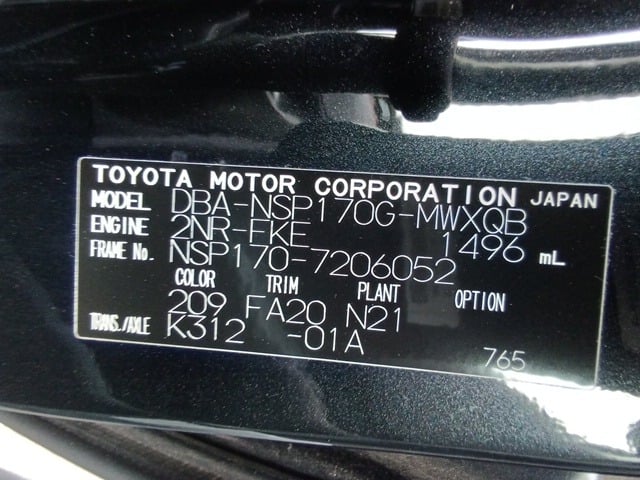 TOYOTA MOTOR CORPORATION JAPAN
MODEL DBA-NSP170G-MWXQB
ENGINE 2NR-FKE 1496 mL
FRAME No. NSP170-7206052
COLOR TRIM PLANT OPTION
209 FA20 N21
TRANS./AXLE K312 -01A
765